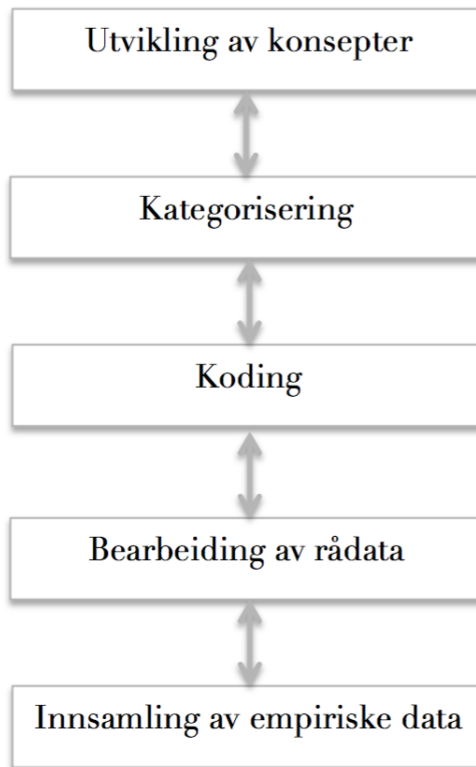 Utvikling av konsepter
Kategorisering
Koding
Bearbeiding av rådata
Innsamling av empiriske data